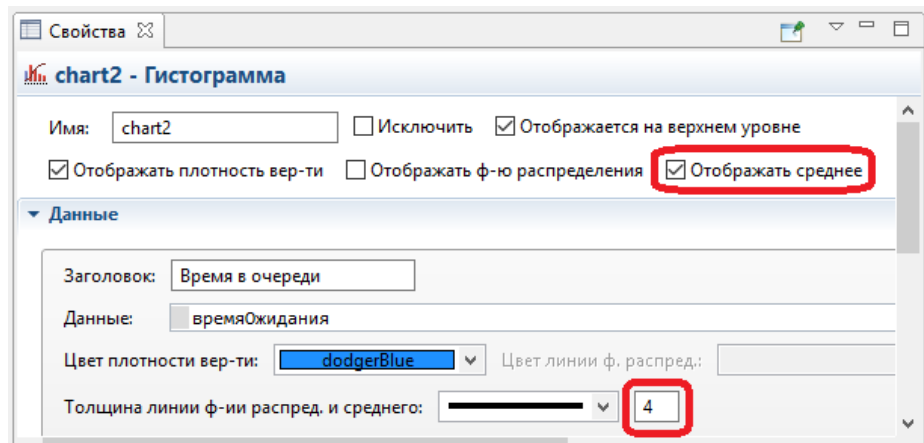 Свойства
chart2 - Гистограмма
Имя: chart2 Исключить Отображается на верхнем уровне
Отображать плотность вер-ти Отображать ф-ю распределения Отображать среднее
Данные
Заголовок: Время в очереди
Данные: времяОжидания
Цвет плотности вер-ти: dodgerBlue Цвет линии ф. распред.:
Толщина линии ф-ии распред. и среднего: 4